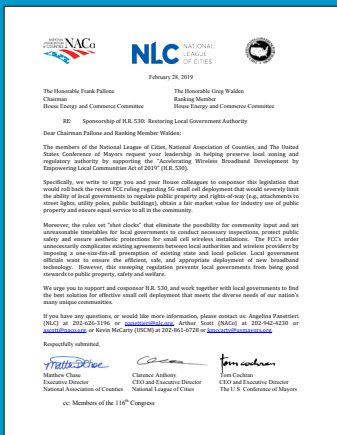 NATIONAL ASSOCIATION of COUNTIES NACo
NLC NATIONAL LEAGUE OF CITIES
February 28, 2019
The Honorable Frank Pallone The Honorable Greg Walden
Chairman Ranking Member
House Energy and Commerce Committee House Energy and Commerce Committee
RE: Sponsorship of H.R. 530: Restoring Local Government Authority
Dear Chairman Pallone and Ranking Member Walden:
The members of the National League of Cities, National Association of Counties, and The United
States Conference of Mayors request your leadership in helping preserve local zoning and
regulatory authority by supporting the "Accelerating Wireless Broadband Development by
Empowering Local Communities Act of 2019" (H.R. 530).
Specifically, we write to urge you and your House colleagues to cosponsor this legislation that
would roll back the recent FCC ruling regarding 5G small cell deployment that would severely limit
the ability of local governments to regulate public property and rights-of-way (e.g., attachments to
street lights, utility poles, public buildings), obtain a fair market value for industry use of public
property and ensure equal service to all in the community.
Moreover, the rules set "shot clocks" that eliminate the possibility for community input and set
unreasonable timetables for local governments to conduct necessary inspections, protect public
safety and ensure aesthetic protections for small cell wireless installations. The FCC's order
unnecessarily complicates existing agreements between local authorities and wireless providers by
imposing a one-size-fits-all preemption of existing state and local policies. Local government
officials want to ensure the efficient, safe, and appropriate deployment of new broadband
technology. However, this sweeping regulation prevents local governments from being good
stewards to public property, safety and welfare.
We urge you to support and cosponsor H.R. 530, and work together with local governments to find
the best solution for effective small cell deployment that meets the diverse needs of our nation's
many unique communities.
If you have any questions, or would like more information, please contact us: Angelina Panettieri
(NLC) at 202-626-3196 or panettieri@nlc.org, Arthur Scott (NACo) at 202-942-4230 or
ascott@naco.org, or Kevin McCarty (USCM) at 202-861-6728 or kmccarty@usmayors.org.
Respectfully submitted,
Matthew Chase Clarence Anthony Tom Cochran
Executive Director CEO and Executive Director CEO and Executive Director
National Association of Counties National League of Cities The U.S. Conference of Mayors
cc: Members of the 116th Congress